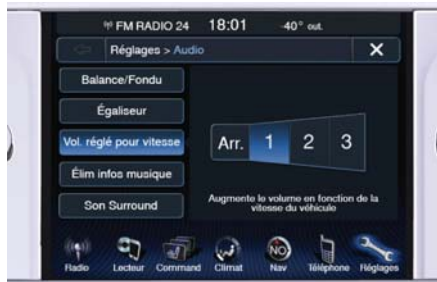 FM RADIO 24 18:01 -40° out.
Réglages > Audio X
Balance/Fondu
Égaliseur
Vol. réglé pour vitesse
Arr. 1 2 3
Élim infos musique
Son Surround
Augmente le volume en fonction de la
vitesse du véhicule
NO
Radio Lecteur Command Climat Nav Téléphone Réglages